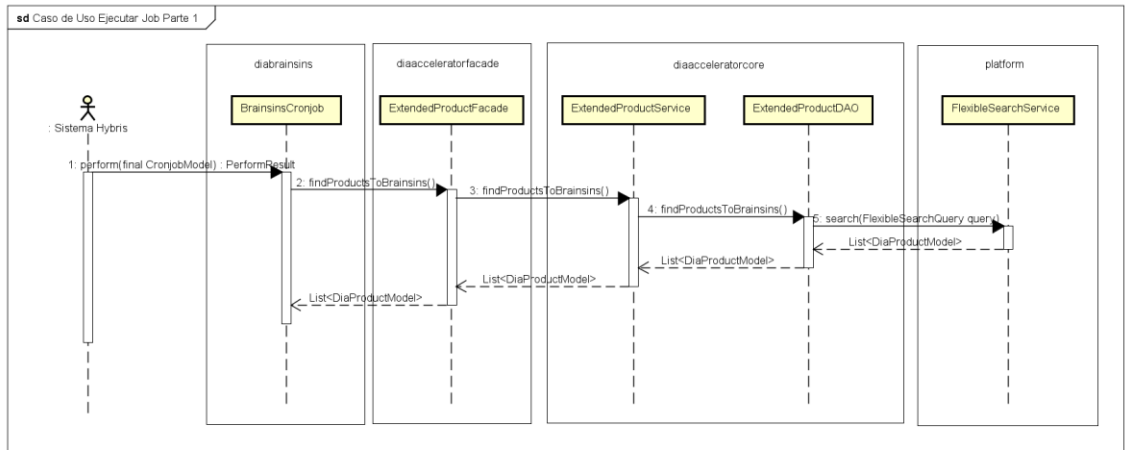 sd Caso de Uso Ejecutar Job Parte 1
diabrainsins
diaacceleratorfacade
diaacceleratorcore
platform
BrainsinsCronjob
ExtendedProductFacade
ExtendedProductService
ExtendedProductDAO
FlexibleSearchService
: Sistema Hybris
1: perform(final CronjobModel) : PerformResult
2: findProductsToBrainsins()
3: findProductsToBrainsins()
4: findProductsToBrainsins()
5: search(FlexibleSearchQuery query)
List<DiaProductModel>
List<DiaProductModel>
List<DiaProductModel>
List<DiaProductModel>